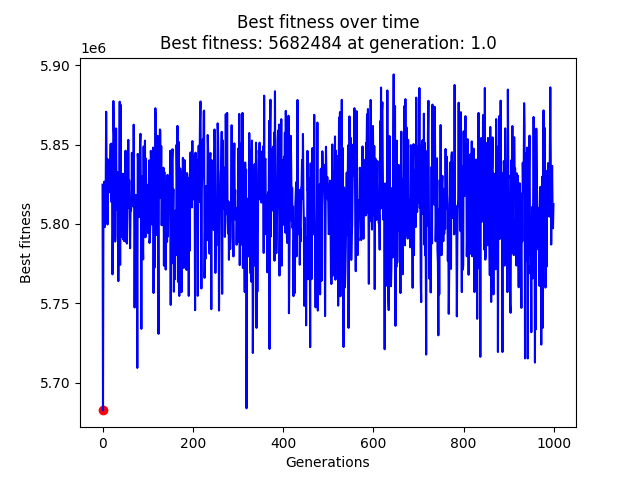 Best fitness over time
Best fitness: 5682484 at generation: 1.0
1e6
5.90
5.85
5.80
5.75
5.70
Best fitness
0 200 400 600 800 1000
Generations